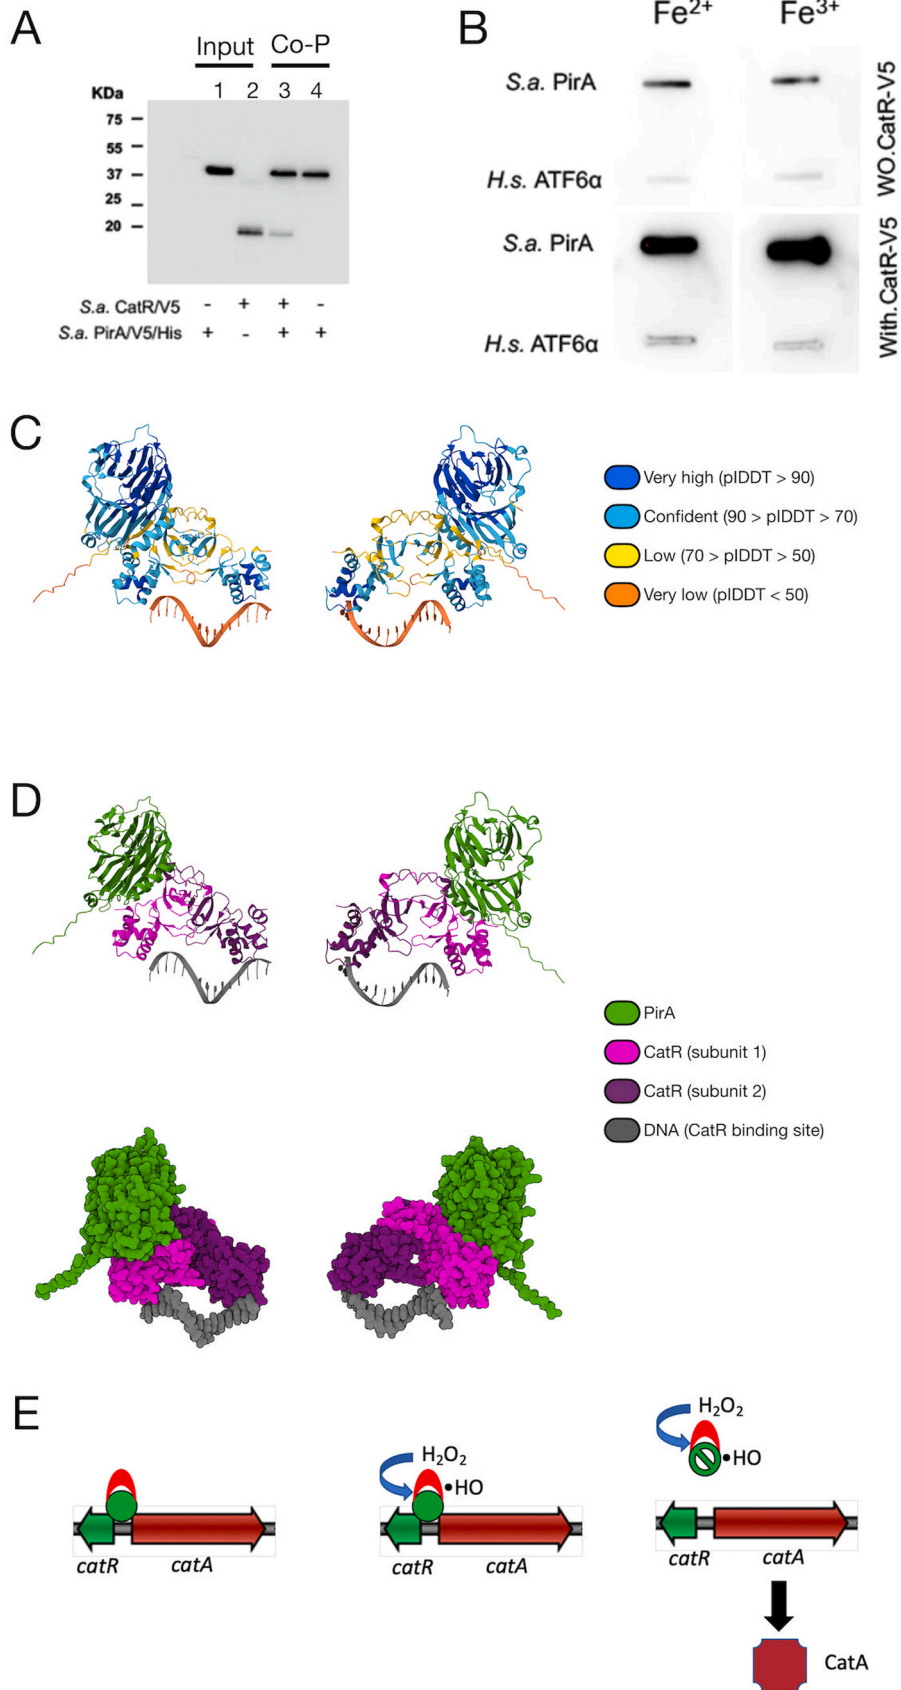 A
Input Co-P
1 2 3 4
KDa
75
55
37
25
20
S.a. CatR/V5 - + + -
S.a. PirA/V5/His + - + +
B
Fe2+ Fe3+
S.a. PirA
H.s. ATF6α
WO.CatR-V5
S.a. PirA
H.s. ATF6α
With.CatR-V5
C
Very high (pIDDT > 90)
Confident (90 > pIDDT > 70)
Low (70 > pIDDT > 50)
Very low (pIDDT < 50)
D
PirA
CatR (subunit 1)
CatR (subunit 2)
DNA (CatR binding site)
E
catR catA
H₂O₂
•HO
catR catA
H₂O₂
•HO
catR catA
CatA